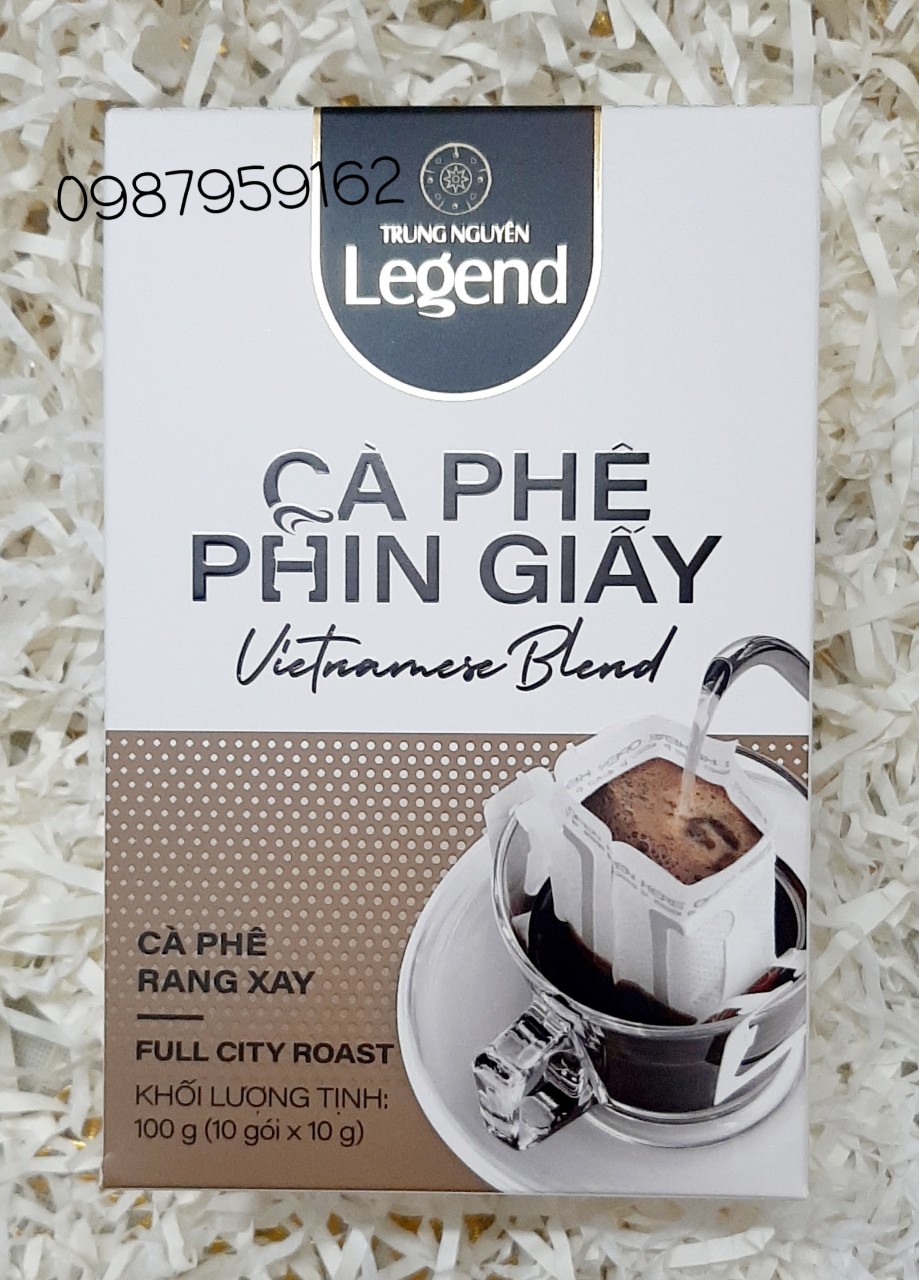 0987959162
TRUNG NGUYÊN
Legend
CÀ PHÊ
PHIN GIẤY
Vietnamese Blend
CÀ PHÊ
RANG XAY
FULL CITY ROAST
KHỐI LƯỢNG TỊNH:
100 g (10 gói x 10 g)